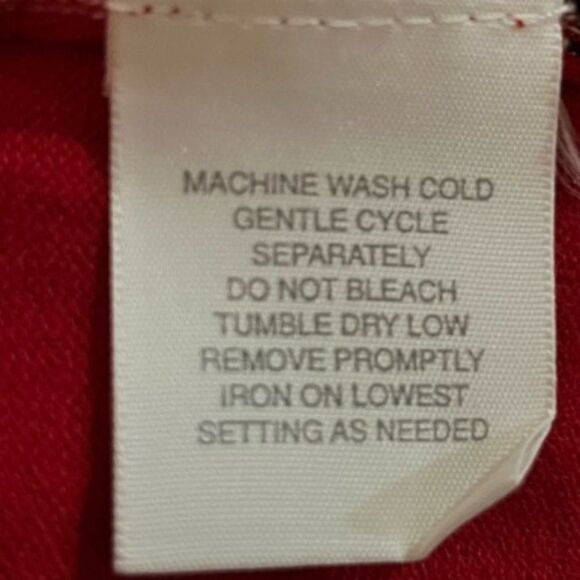 MACHINE WASH COLD
GENTLE CYCLE
SEPARATELY
DO NOT BLEACH
TUMBLE DRY LOW
REMOVE PROMPTLY
IRON ON LOWEST
SETTING AS NEEDED